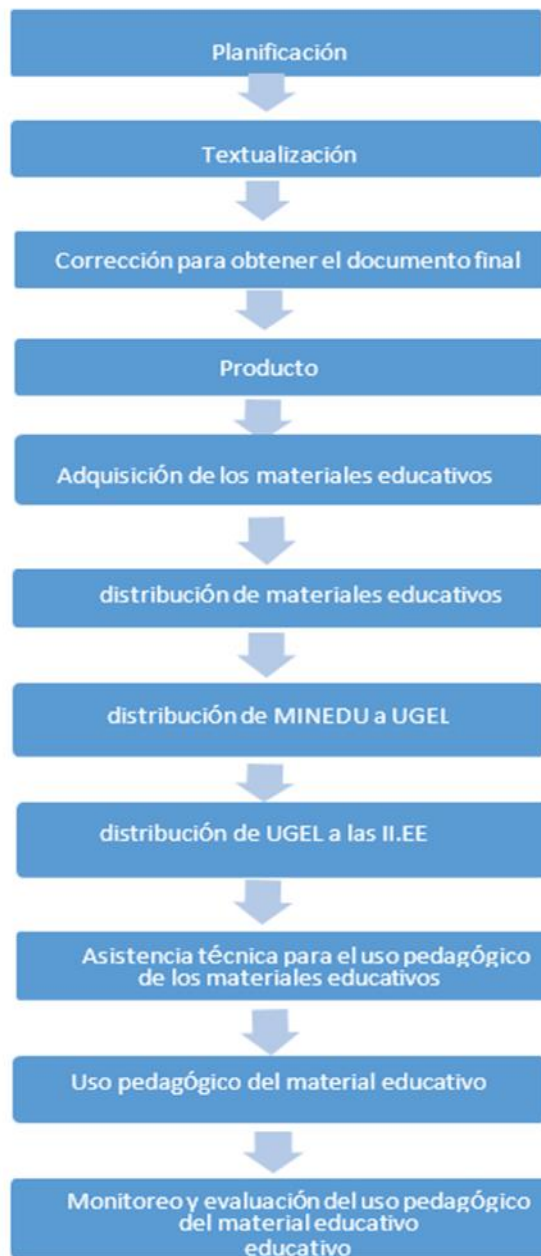 Planificación
Textualización
Corrección para obtener el documento final
Producto
Adquisición de los materiales educativos
distribución de materiales educativos
distribución de MINEDU a UGEL
distribución de UGEL a las II.EE
Asistencia técnica para el uso pedagógico
de los materiales educativos
Uso pedagógico del material educativo
Monitoreo y evaluación del uso pedagógico
del material educativo
educativo